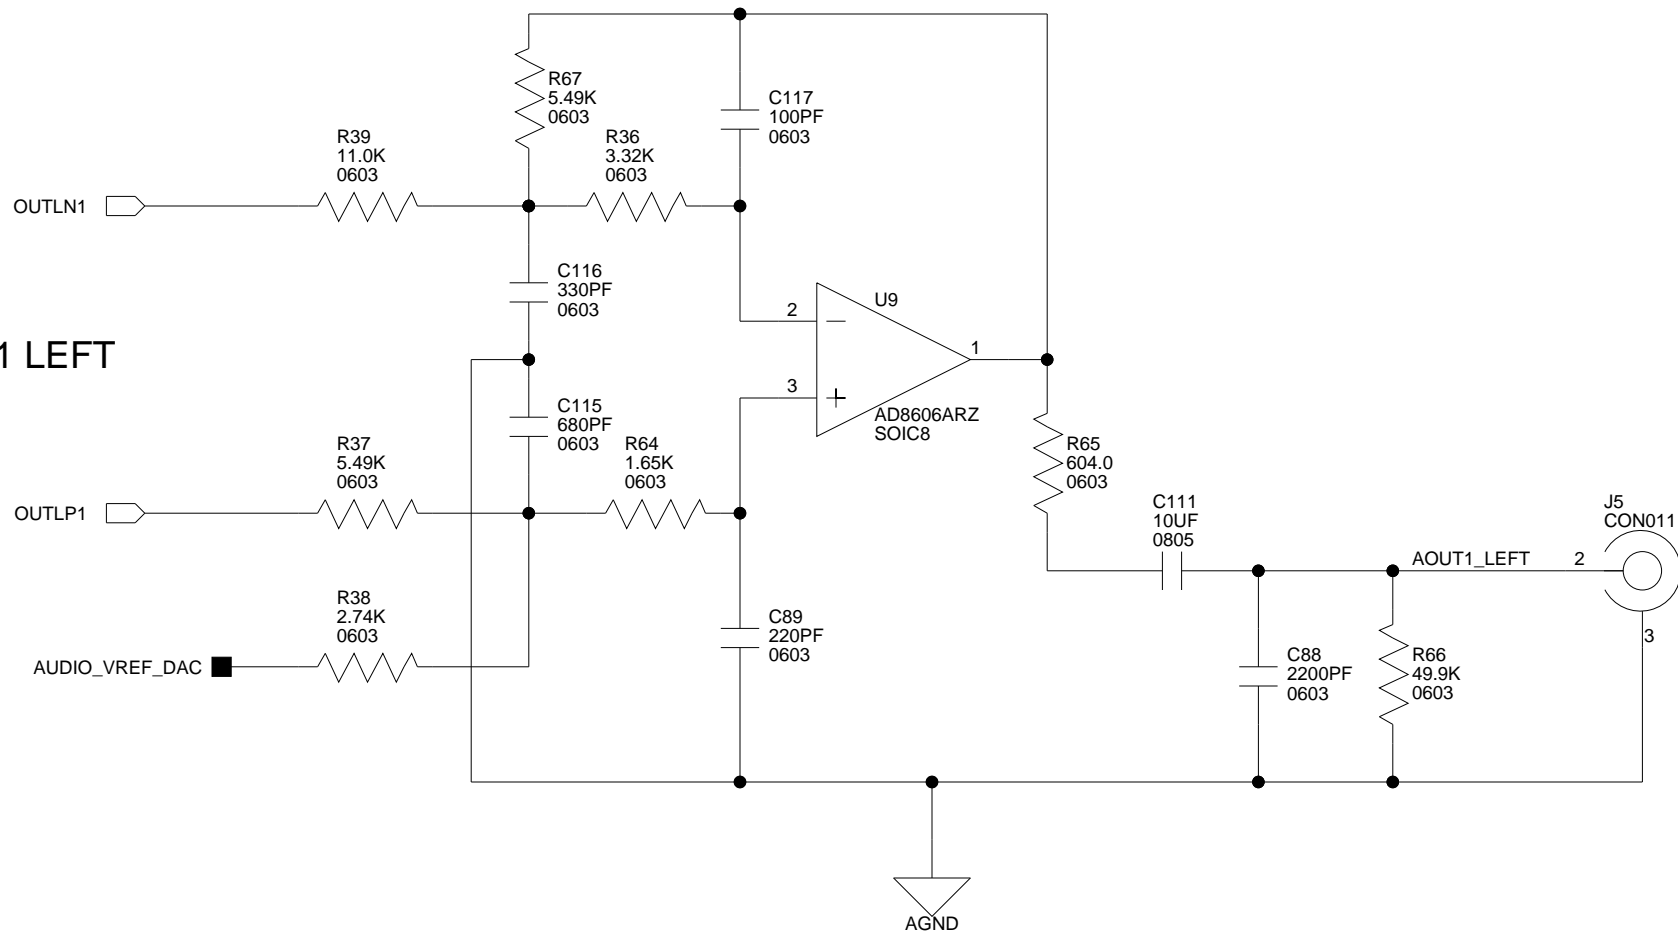 R67
5.49K
0603
C117
100PF
0603
R39
11.0K
0603
R36
3.32K
0603
OUTLN1
C116
330PF
0603
U9
2
1
3
AD8606ARZ
SOIC8
1 LEFT
C115
680PF
0603
R37
5.49K
0603
R64
1.65K
0603
R65
604.0
0603
OUTLP1
C111
10UF
0805
J5
CON011
AOUT1_LEFT
2
3
R38
2.74K
0603
AUDIO_VREF_DAC
C89
220PF
0603
C88
2200PF
0603
R66
49.9K
0603
AGND